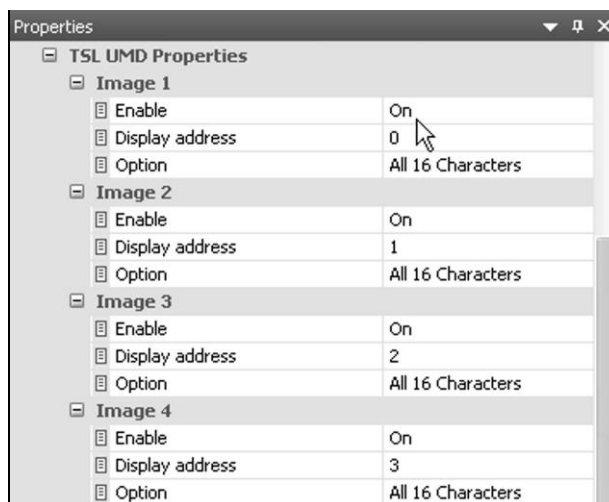 Properties
TSL UMD Properties
Image 1
Enable On
Display address 0
Option All 16 Characters
Image 2
Enable On
Display address 1
Option All 16 Characters
Image 3
Enable On
Display address 2
Option All 16 Characters
Image 4
Enable On
Display address 3
Option All 16 Characters